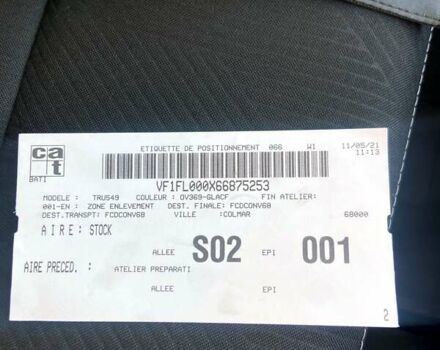 ETIQUETTE DE POSITIONNEMENT 066 W1 11/05/21
11:13
cat
BATI
VF1FL000X66875253
MODELE : TRU549 COULEUR : OV369-GLACF FIN ATELIER:
001-EN : ZONE ENLEVEMENT DEST. FINALE: FCDCONV68
DEST.TRANSPT: FCDCONV68 VILLE :COLMAR 68000
AIRE: STOCK
ALLEE S02 EPI 001
AIRE PRECED. : ATELIER PREPARATI
ALLEE EPI
2